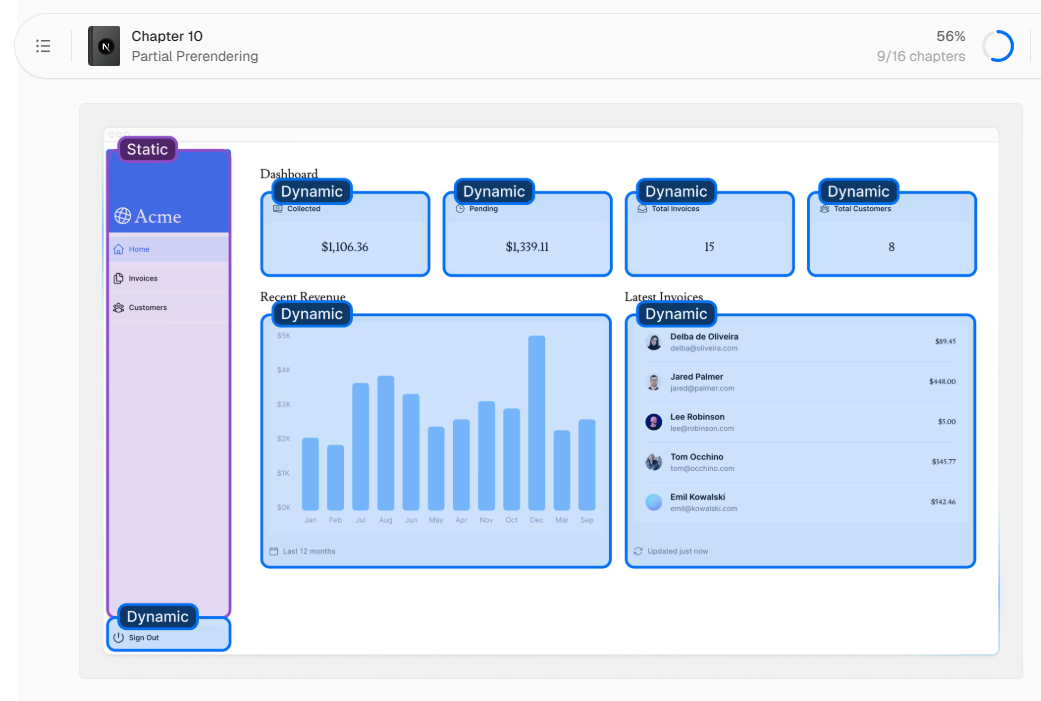 Chapter 10
Partial Prerendering
56%
9/16 chapters
Static
Acme
Home
Invoices
Customers
Dynamic
Sign Out
Dashboard
Dynamic
Collected
$1,106.36
Dynamic
Pending
$1,339.11
Dynamic
Total Invoices
15
Dynamic
Total Customers
8
Recent Revenue
Dynamic
$5K
$4K
$3K
$2K
$1K
$0K
Jan Feb Jul Aug Jun May Apr Nov Oct Dec Mar Sep
Last 12 months
Latest Invoices
Dynamic
Delba de Oliveira
delba@oliveira.com
$89.45
Jared Palmer
jared@palmer.com
$448.00
Lee Robinson
lee@robinson.com
$5.00
Tom Occhino
tom@occhino.com
$345.77
Emil Kowalski
emil@kowalski.com
$542.46
Updated just now